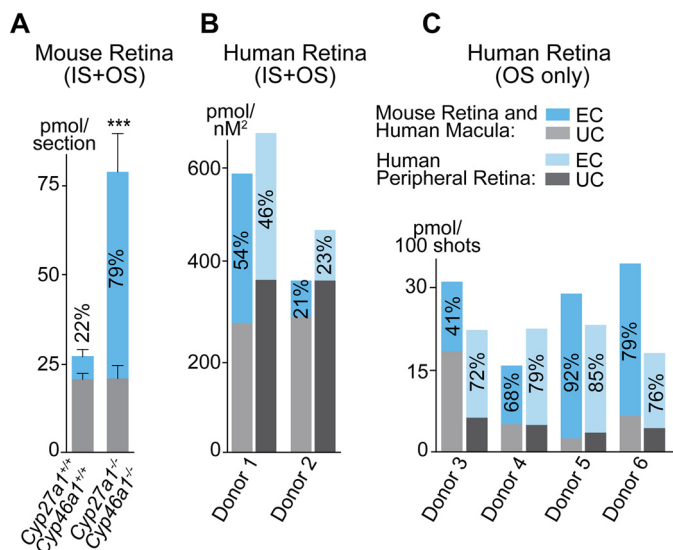 A
Mouse Retina
(IS+OS)
pmol/
section
***
75
50
25
0
22%
79%
Cyp27a1+/+
Cyp46a1+/+
Cyp27a1-/-
Cyp46a1-/-
B
Human Retina
(IS+OS)
pmol/
nM2
600
400
200
0
54%
46%
21%
23%
Donor 1
Donor 2
C
Human Retina
(OS only)
Mouse Retina and
Human Macula:
EC
UC
Human
Peripheral Retina:
EC
UC
pmol/
100 shots
30
15
0
41%
72%
68%
79%
92%
85%
79%
76%
Donor 3
Donor 4
Donor 5
Donor 6